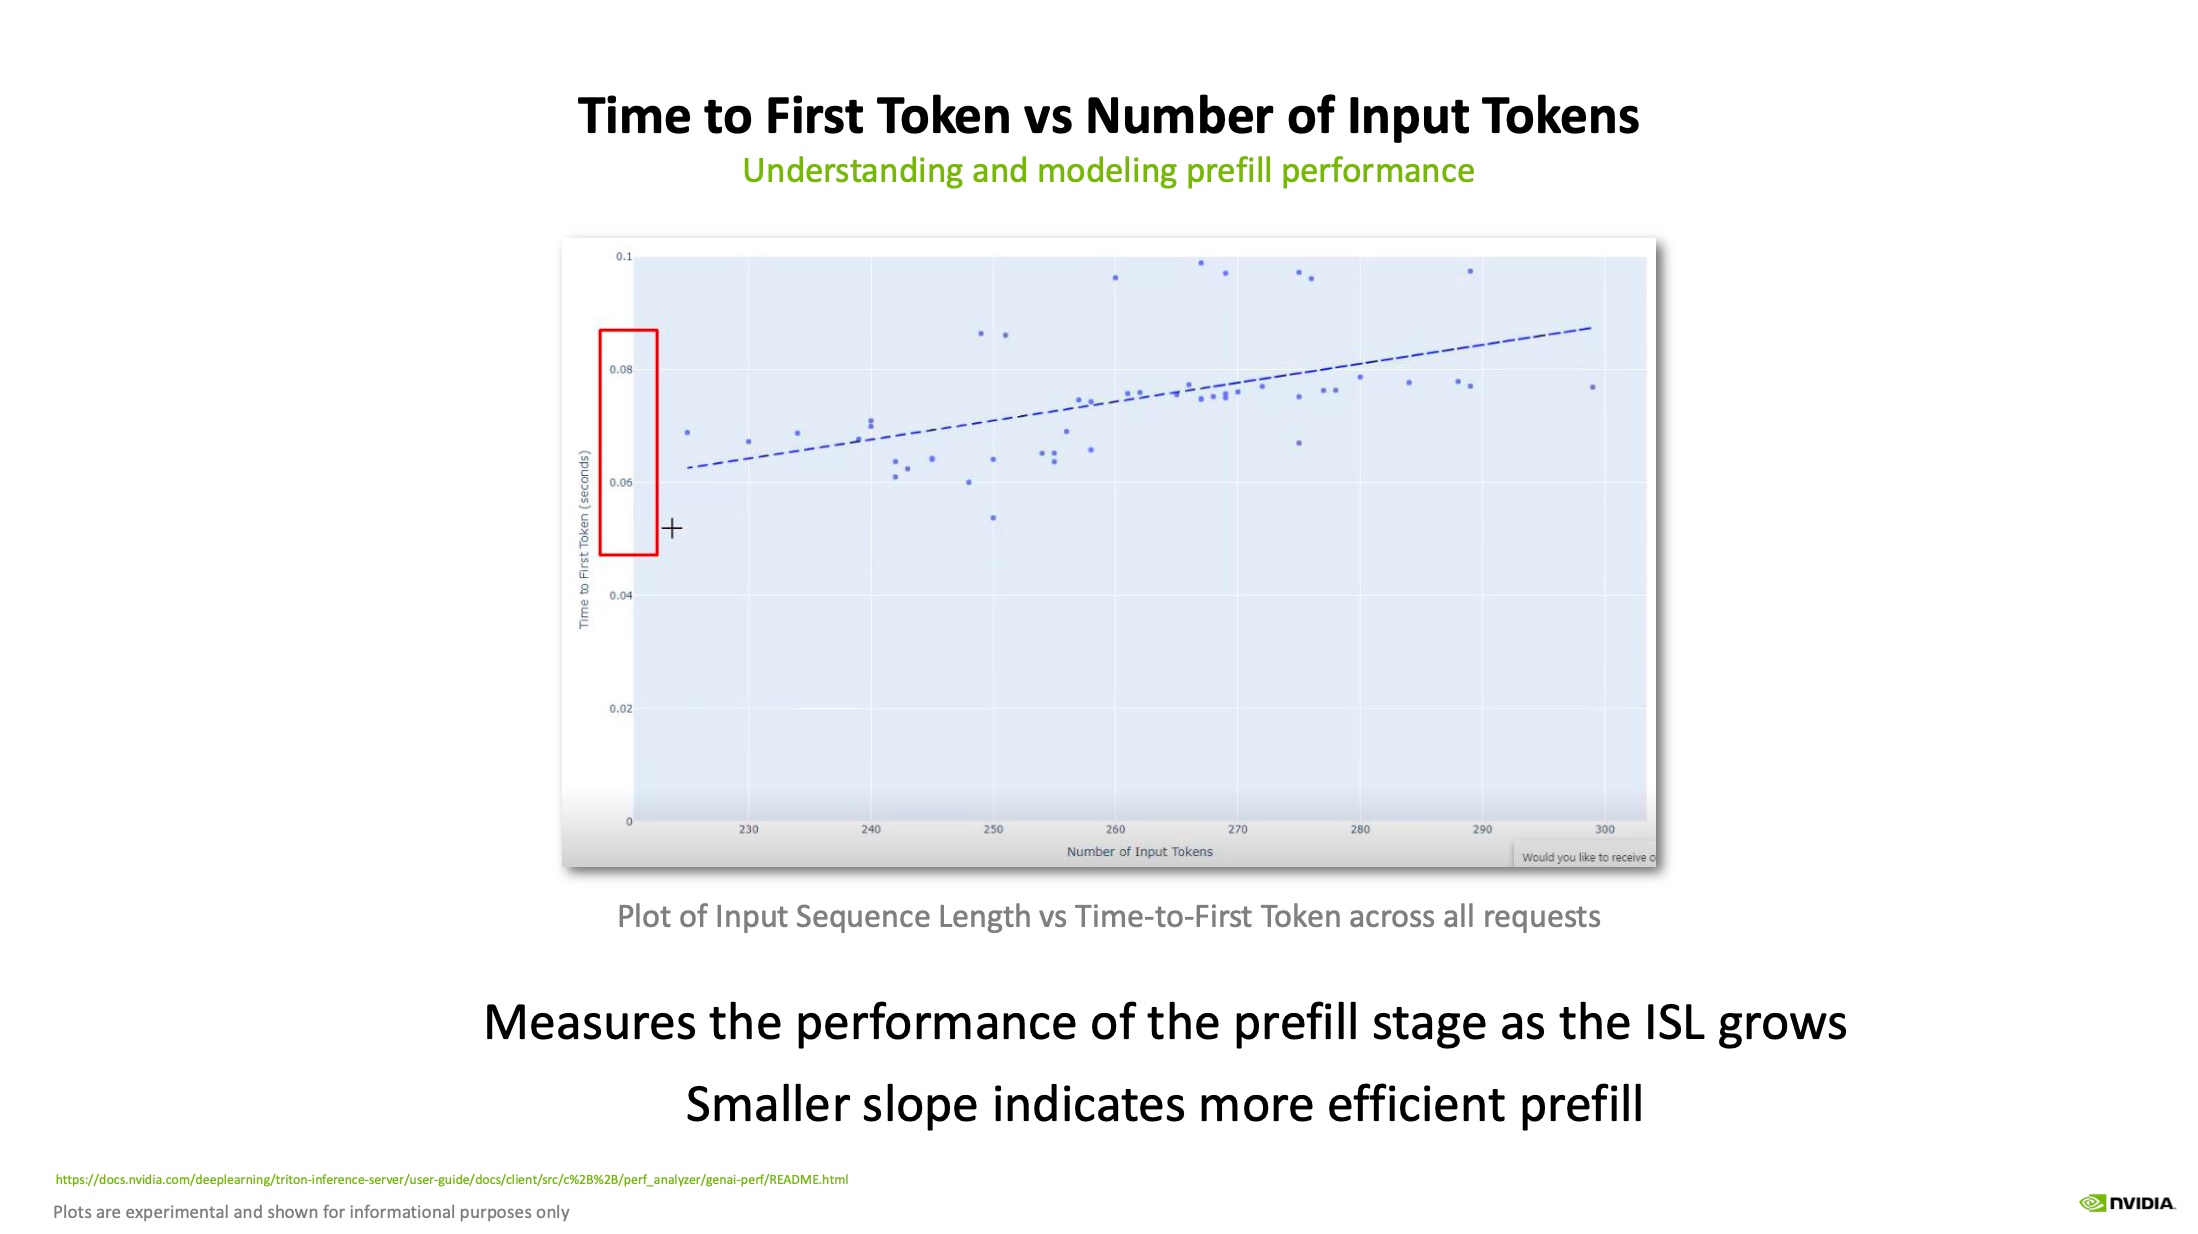 Time to First Token vs Number of Input Tokens
Understanding and modeling prefill performance
0.1
0.08
0.06
0.04
0.02
0
Time to First Token (seconds)
230 240 250 260 270 280 290 300
Number of Input Tokens
Would you like to receive o
Plot of Input Sequence Length vs Time-to-First Token across all requests
Measures the performance of the prefill stage as the ISL grows
Smaller slope indicates more efficient prefill
https://docs.nvidia.com/deeplearning/triton-inference-server/user-guide/docs/client/src/c%2B%2B/perf_analyzer/genai-perf/README.html
Plots are experimental and shown for informational purposes only
NVIDIA.